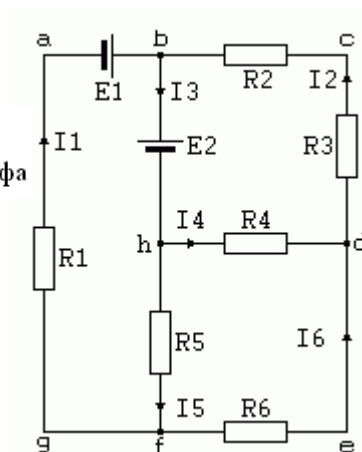 a b c
E1 R2
I3 I2
I1 E2 R3
фа
I4 R4
h d
R1
R5 I6
I5 R6
g f e